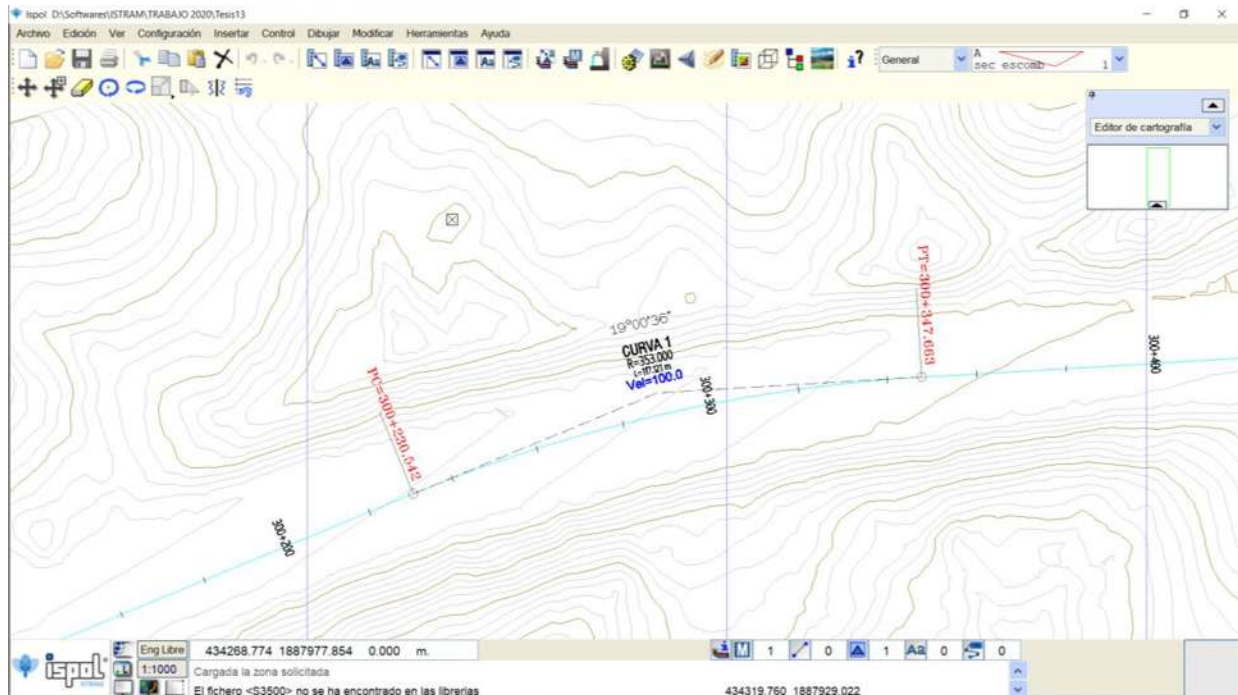 Ispol D:\Softwares\ISTRAM\TRABAJO 2020\Tesis13
Archivo Edición Ver Configuración Insertar Control Dibujar Modificar Herramientas Ayuda
General
A
sec escomb 1
Editor de cartografía
PT=300+347.663
19°00'36"
CURVA 1
R=353.000
L=117.121 m
Vel=100.0
300+300
300+400
PC=300+230.542
300+200
Eng Libre 434268.774 1887977.854 0.000 m. 1 0 1 Aa 0 0
1:1000 Cargada la zona solicitada
ispol
ISTRAM
El fichero <S3500> no se ha encontrado en las librerias 434319.760 1887929.022